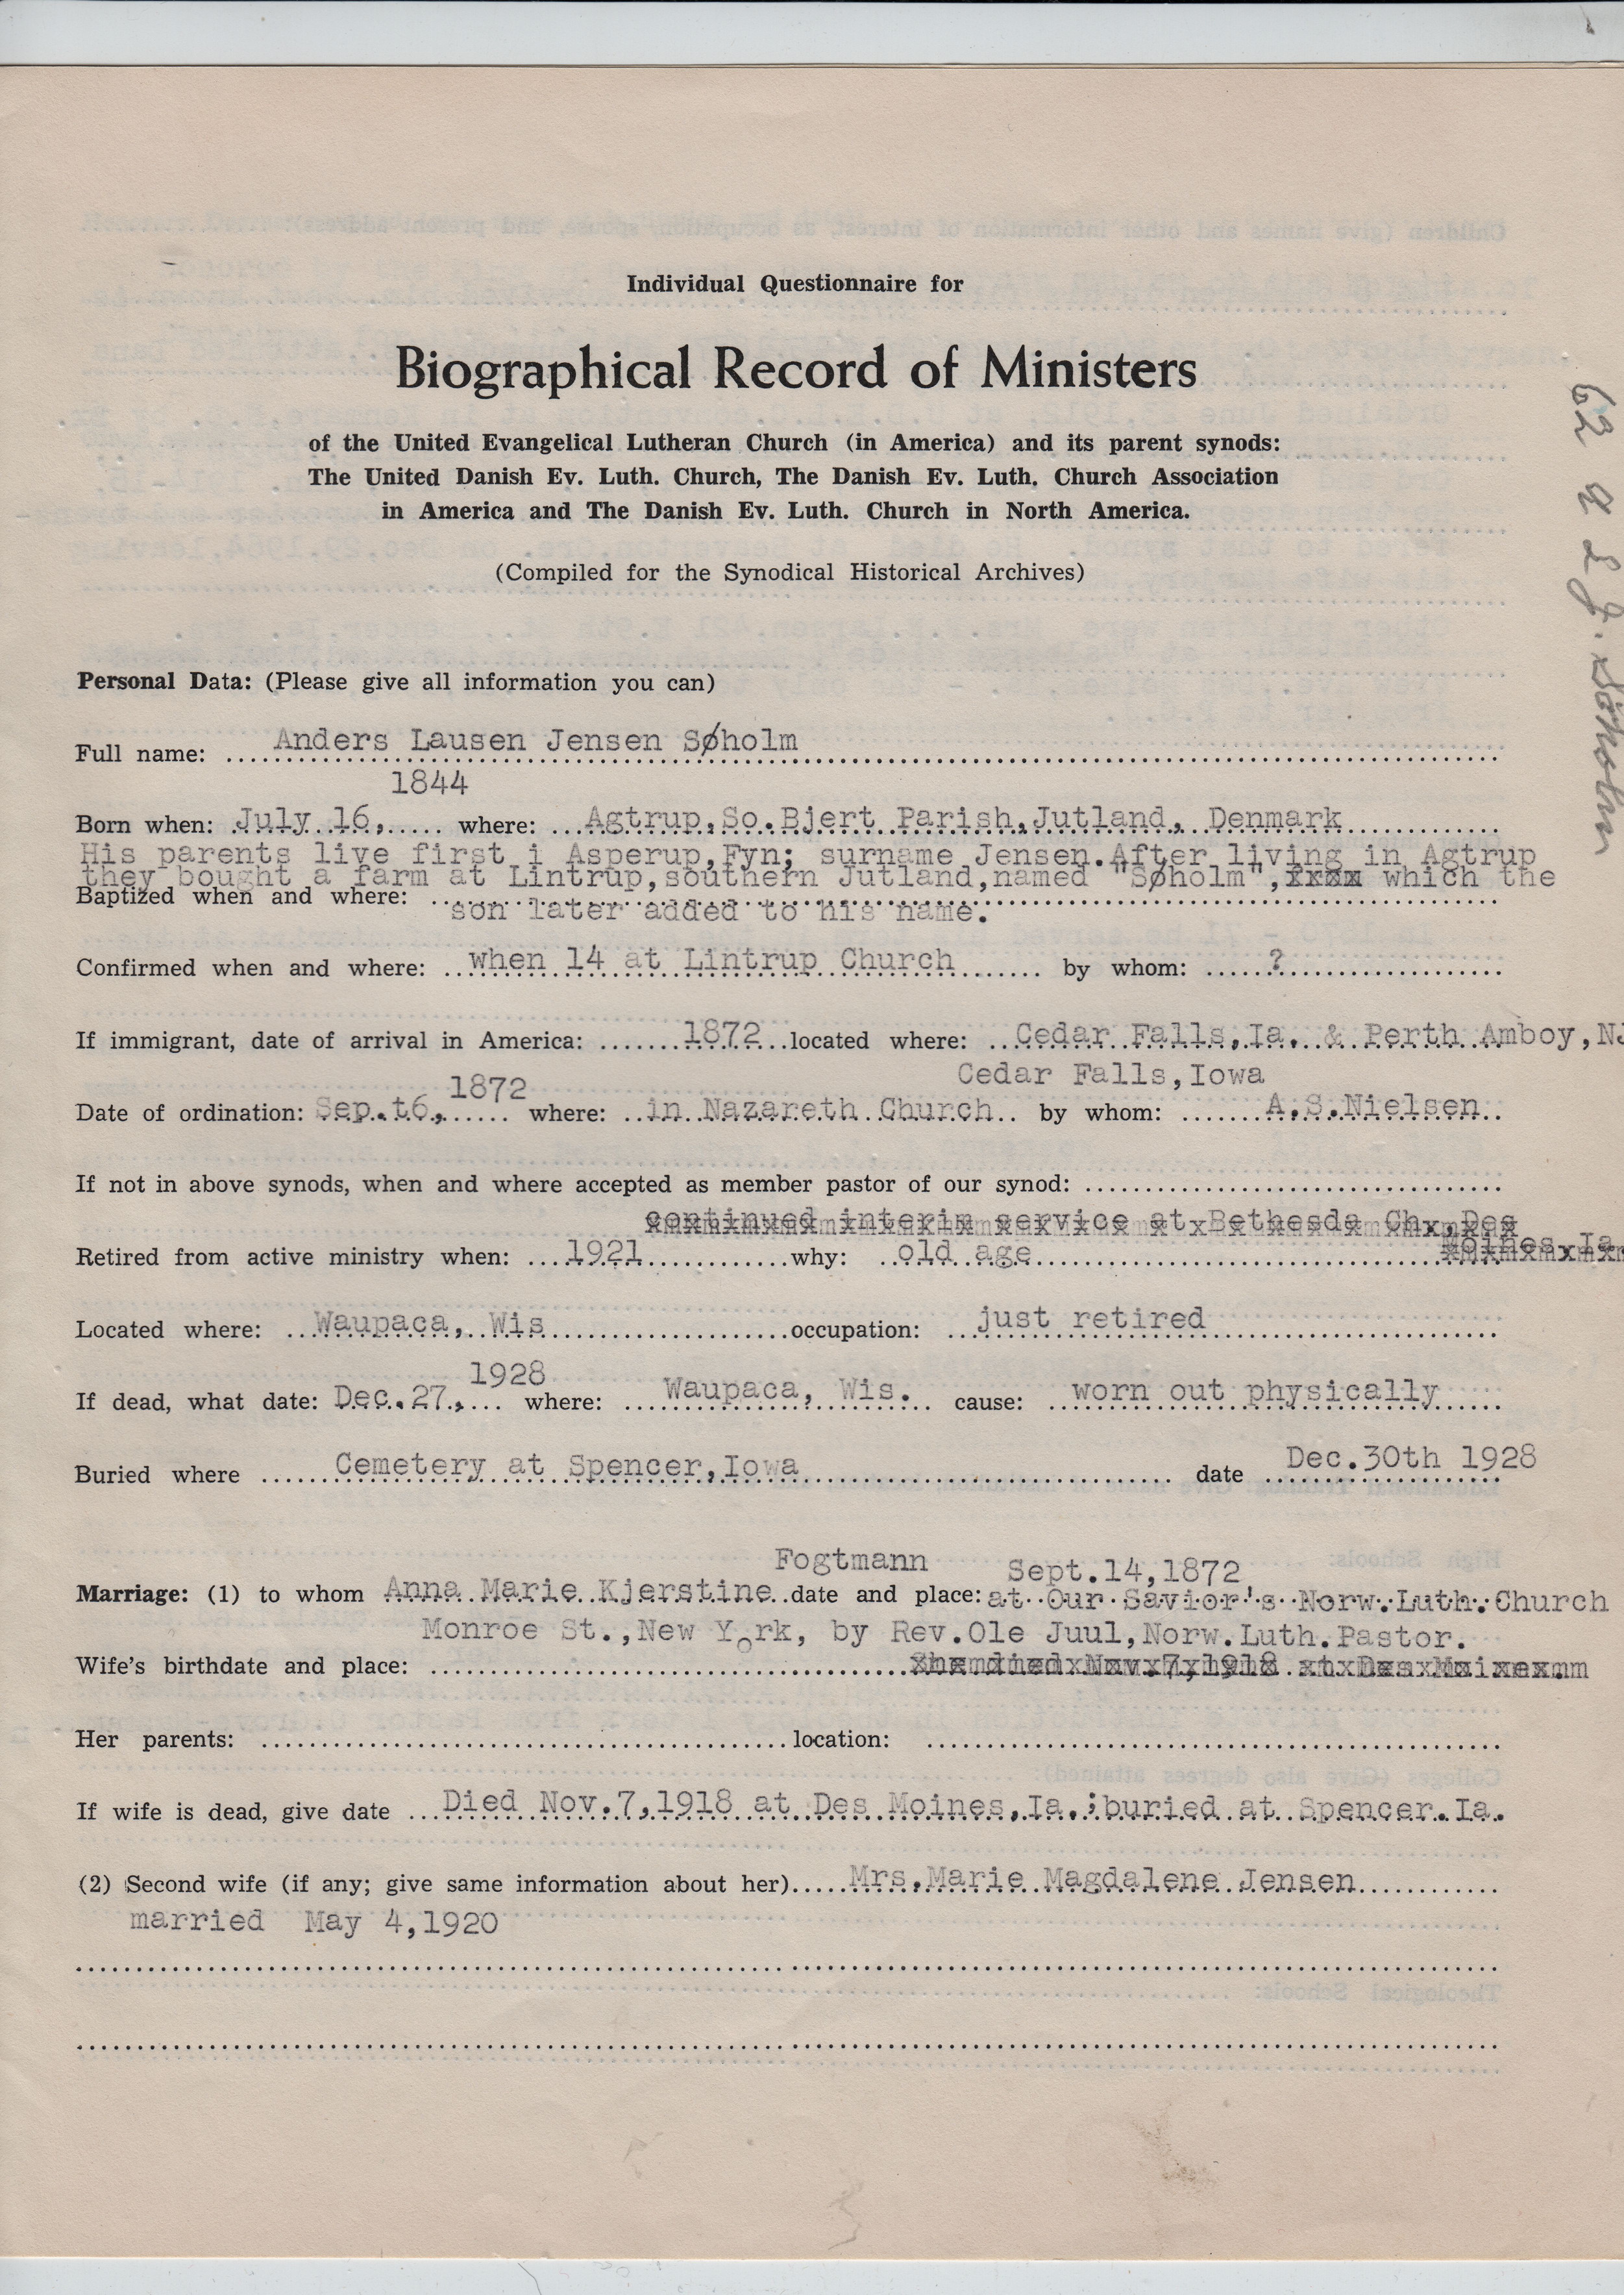 Individual Questionnaire for
Biographical Record of Ministers
of the United Evangelical Lutheran Church (in America) and its parent synods:
The United Danish Ev. Luth. Church, The Danish Ev. Luth. Church Association
in America and The Danish Ev. Luth. Church in North America.
(Compiled for the Synodical Historical Archives)
Personal Data: (Please give all information you can)
Full name: Anders Lausen Jensen Søholm
1844
Born when: July 16, where: Agtrup,So.Bjert Parish,Jutland, Denmark
His parents live first i Asperup,Fyn; surname Jensen.After living in Agtrup
they bought a farm at Lintrup,southern Jutland,named "Søholm", which the
Baptized when and where:
son later added to his name.
Confirmed when and where: when 14 at Lintrup Church by whom: ?
If immigrant, date of arrival in America: 1872 located where: Cedar Falls,Ia. & Perth Amboy,NJ
1872 Cedar Falls,Iowa
Date of ordination: Sep.t6, where: in Nazareth Church by whom: A.S.Nielsen
If not in above synods, when and where accepted as member pastor of our synod:
continued interim service at Bethesda Ch.,Des
Moines,Ia.
Retired from active ministry when: 1921 why: old age
Located where: Waupaca, Wis occupation: just retired
1928
If dead, what date: Dec.27, where: Waupaca, Wis. cause: worn out physically
Buried where Cemetery at Spencer,Iowa date Dec.30th 1928
Fogtmann Sept.14,1872
Marriage: (1) to whom Anna Marie Kjerstine date and place: at Our Savior's Norw.Luth.Church
Monroe St.,New York, by Rev.Ole Juul,Norw.Luth.Pastor.
Wife's birthdate and place:
Her parents: location:
If wife is dead, give date Died Nov.7,1918 at Des Moines,Ia.;buried at Spencer.Ia.
(2) Second wife (if any; give same information about her) Mrs.Marie Magdalene Jensen
married May 4,1920
62 a L J. Söholm